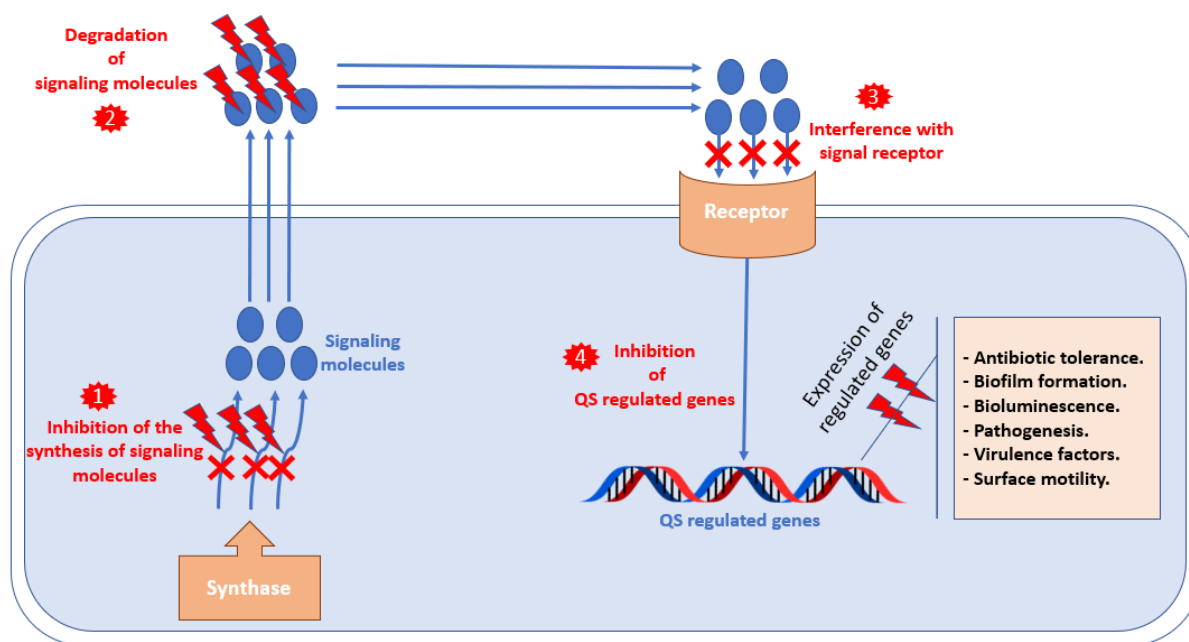 Degradation
of
signaling molecules
2
3
Interference with
signal receptor
Receptor
Signaling
molecules
1
Inhibition of the
synthesis of signaling
molecules
Synthase
4
Inhibition
of
QS regulated genes
QS regulated genes
Expression of
regulated genes
- Antibiotic tolerance.
- Biofilm formation.
- Bioluminescence.
- Pathogenesis.
- Virulence factors.
- Surface motility.